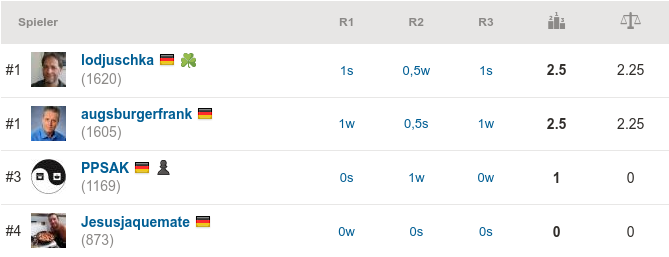 Spieler R1 R2 R3
#1 lodjuschka (1620) 1s 0,5w 1s 2.5 2.25
#1 augsburgerfrank (1605) 1w 0,5s 1w 2.5 2.25
#3 PPSAK (1169) 0s 1w 0w 1 0
#4 Jesusjaquemate (873) 0w 0s 0s 0 0